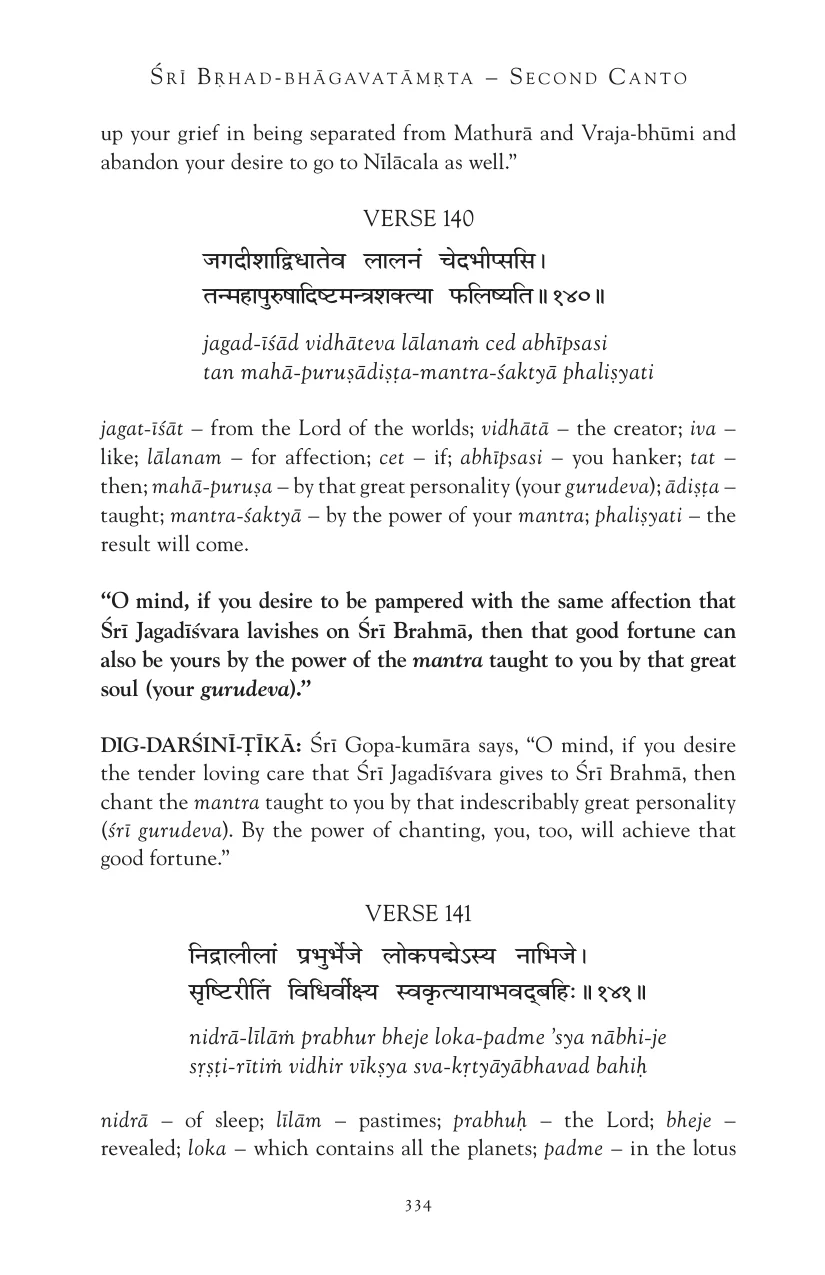 ŚRĪ BṚHAD-BHĀGAVATĀMṚTA – SECOND CANTO
up your grief in being separated from Mathurā and Vraja-bhūmi and
abandon your desire to go to Nīlācala as well.”
VERSE 140
जगदीशाद्विधातेव लालनं चेदभीप्ससि।
तन्महापुरुषादिष्टमन्त्रशक्त्या फलिष्यति॥१४०॥
jagad-īśād vidhāteva lālanaṁ ced abhīpsasi
tan mahā-puruṣādiṣṭa-mantra-śaktyā phaliṣyati
jagat-īśāt – from the Lord of the worlds; vidhātā – the creator; iva –
like; lālanam – for affection; cet – if; abhīpsasi – you hanker; tat –
then; mahā-puruṣa – by that great personality (your gurudeva); ādiṣṭa –
taught; mantra-śaktyā – by the power of your mantra; phaliṣyati – the
result will come.
“O mind, if you desire to be pampered with the same affection that
Śrī Jagadīśvara lavishes on Śrī Brahmā, then that good fortune can
also be yours by the power of the mantra taught to you by that great
soul (your gurudeva).”
DIG-DARŚINĪ-ṬĪKĀ: Śrī Gopa-kumāra says, “O mind, if you desire
the tender loving care that Śrī Jagadīśvara gives to Śrī Brahmā, then
chant the mantra taught to you by that indescribably great personality
(śrī gurudeva). By the power of chanting, you, too, will achieve that
good fortune.”
VERSE 141
निद्रालीलां प्रभुर्भेजे लोकपद्मेऽस्य नाभिजे।
सृष्टिरीतिं विधिर्वीक्ष्य स्वकृत्यायाभवद्बहिः॥१४१॥
nidrā-līlāṁ prabhur bheje loka-padme ’sya nābhi-je
sṛṣṭi-rītiṁ vidhir vīkṣya sva-kṛtyāyābhavad bahiḥ
nidrā – of sleep; līlām – pastimes; prabhuḥ – the Lord; bheje –
revealed; loka – which contains all the planets; padme – in the lotus
334